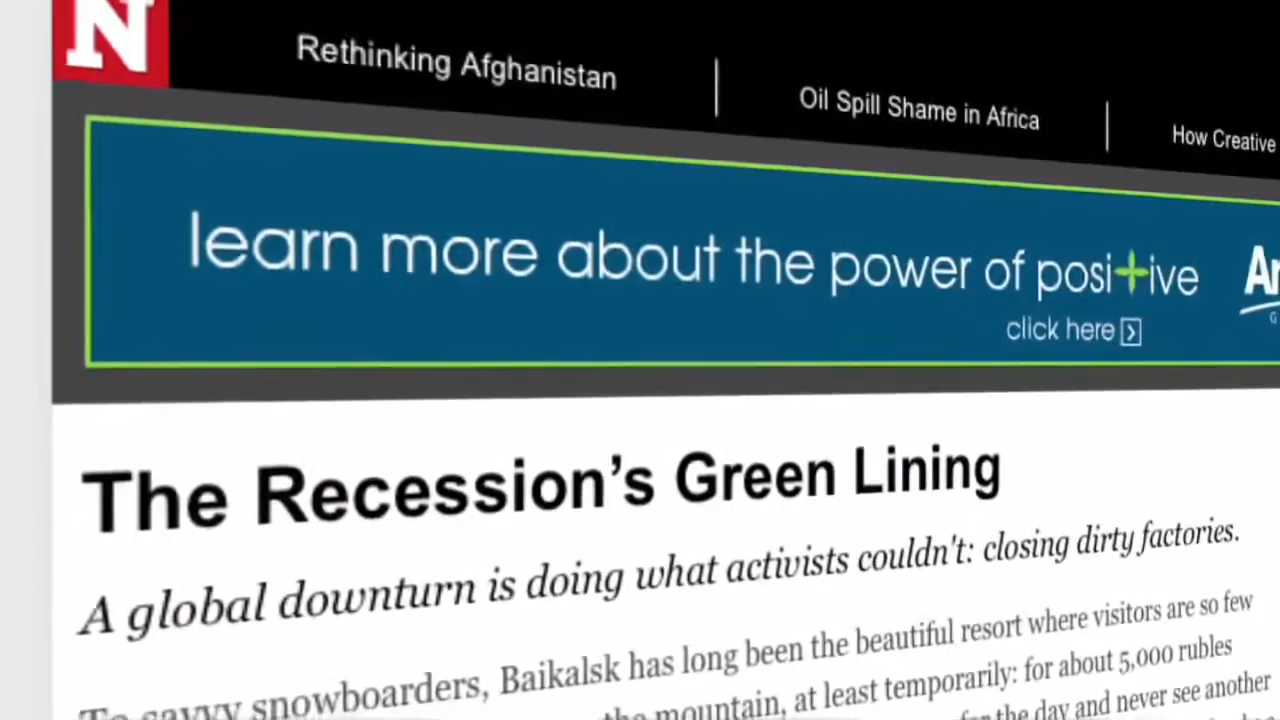 N
Rethinking Afghanistan
Oil Spill Shame in Africa
How Creative
learn more about the power of posi+ive
click here
The Recession's Green Lining
A global downturn is doing what activists couldn't: closing dirty factories.
To savvy snowboarders, Baikalsk has long been the beautiful resort where visitors are so few
the mountain, at least temporarily: for about 5,000 rubles
the day and never see another